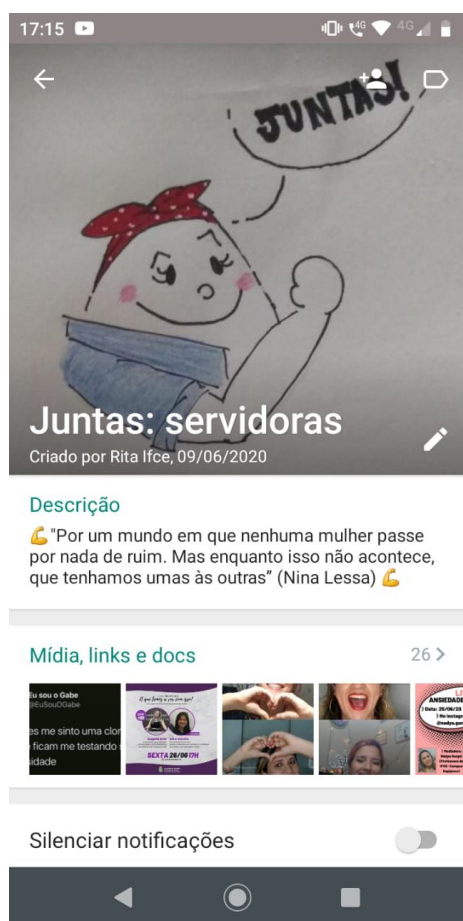 17:15
4G
4G
JUNTAS!
Juntas: servidoras
Criado por Rita Ifce, 09/06/2020
Descrição
💪"Por um mundo em que nenhuma mulher passe
por nada de ruim. Mas enquanto isso não acontece,
que tenhamos umas às outras” (Nina Lessa) 💪
Mídia, links e docs
26
Eu sou o Gabe
@EuSouOGabe
es me sinto uma clor
ficam me testando
sidade
SEXTA 26/06 17H
ANSIEDADE
Silenciar notificações